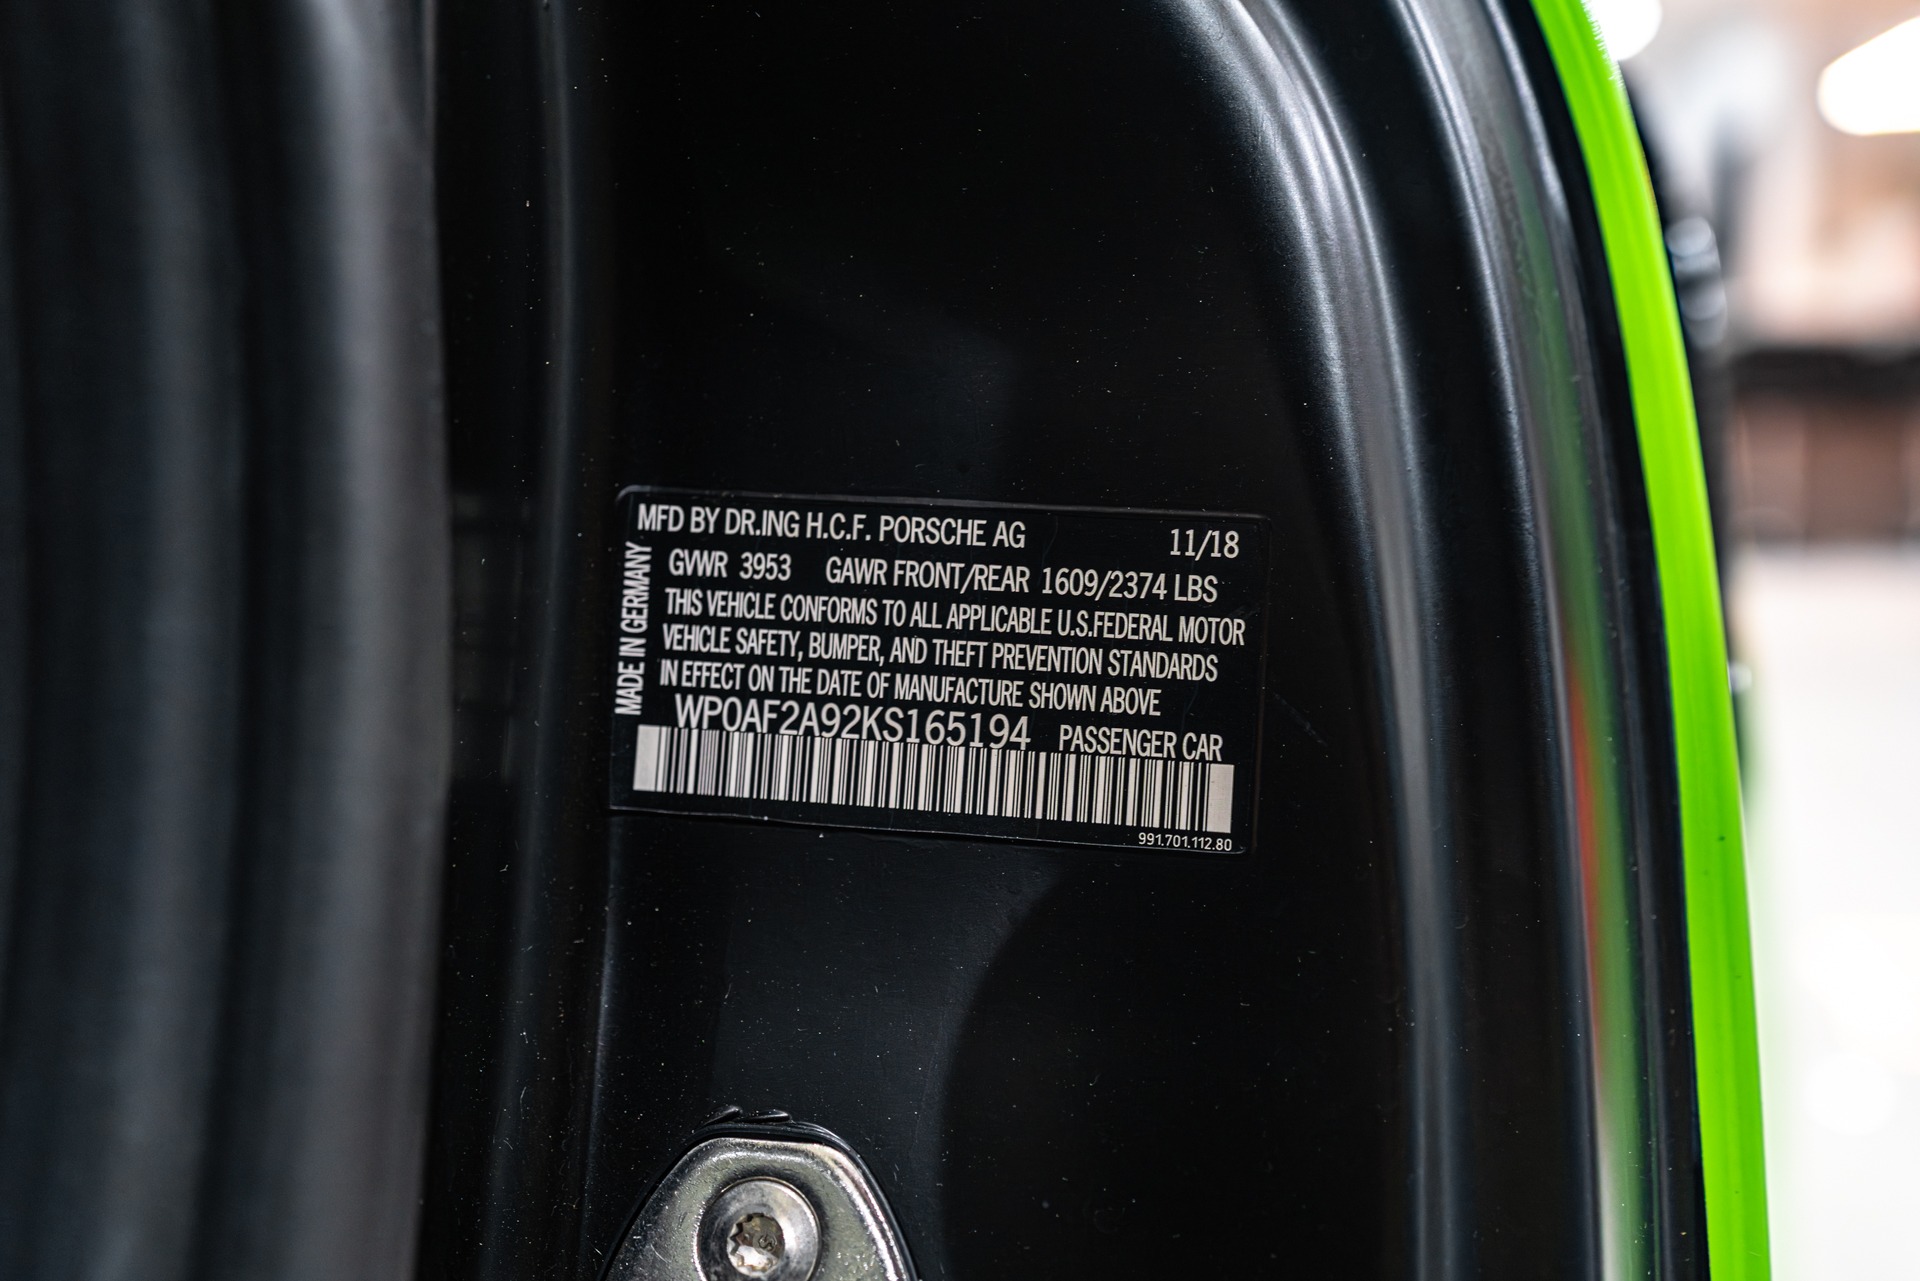 MFD BY DR.ING H.C.F. PORSCHE AG 11/18
GVWR 3953 GAWR FRONT/REAR 1609/2374 LBS
THIS VEHICLE CONFORMS TO ALL APPLICABLE U.S.FEDERAL MOTOR
VEHICLE SAFETY, BUMPER, AND THEFT PREVENTION STANDARDS
IN EFFECT ON THE DATE OF MANUFACTURE SHOWN ABOVE
WP0AF2A92KS165194 PASSENGER CAR
991.701.112.80
MADE IN GERMANY